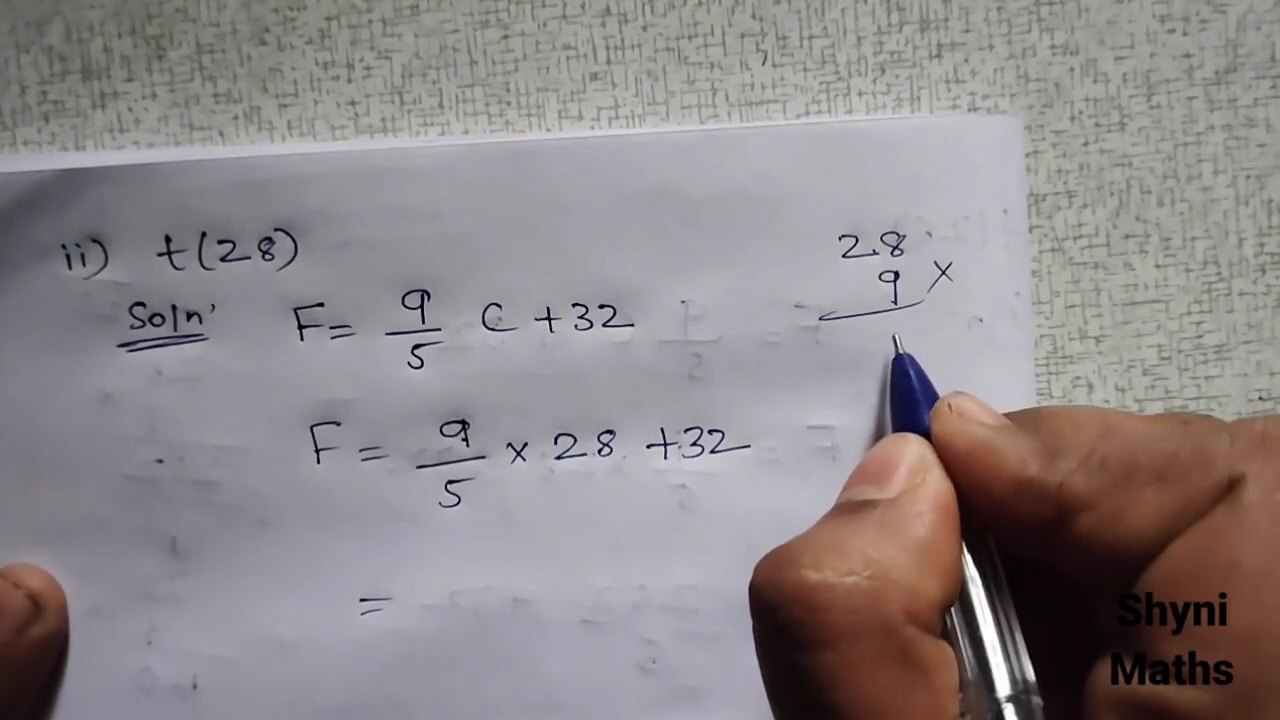 ii) t(28)
Soln' F = 9/5 C + 32
F = 9/5 × 28 + 32
=
28
9 ×
Shyni
Maths